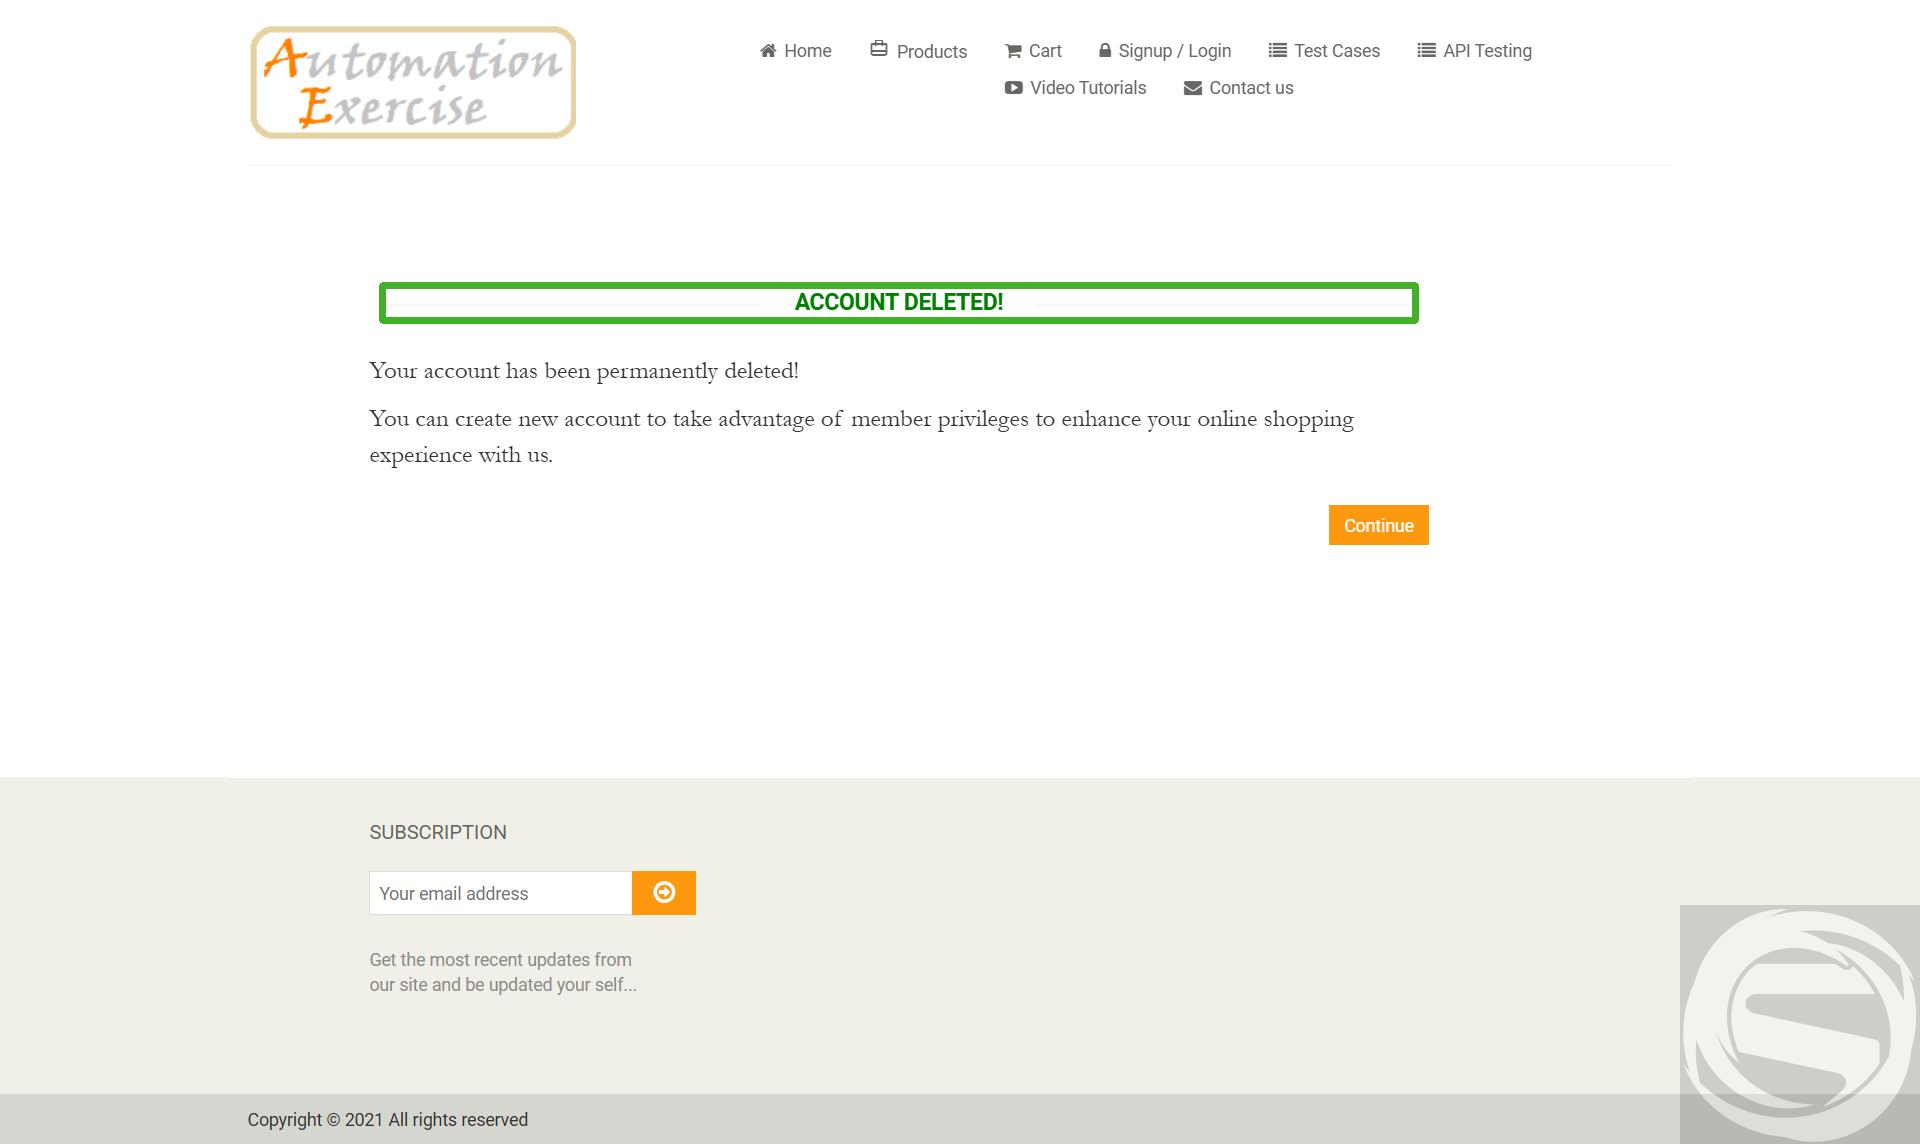 Automation
Exercise
Home
Products
Cart
Signup / Login
Test Cases
API Testing
Video Tutorials
Contact us
ACCOUNT DELETED!
Your account has been permanently deleted!
You can create new account to take advantage of member privileges to enhance your online shopping
experience with us.
Continue
SUBSCRIPTION
Your email address
Get the most recent updates from
our site and be updated your self...
Copyright © 2021 All rights reserved